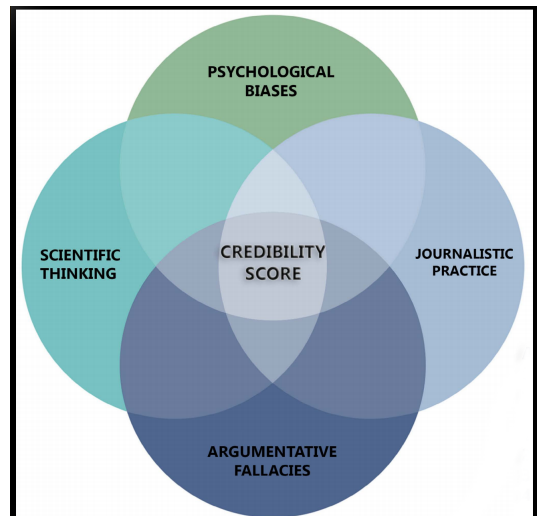 PSYCHOLOGICAL
BIASES
SCIENTIFIC
THINKING
CREDIBILITY
SCORE
JOURNALISTIC
PRACTICE
ARGUMENTATIVE
FALLACIES